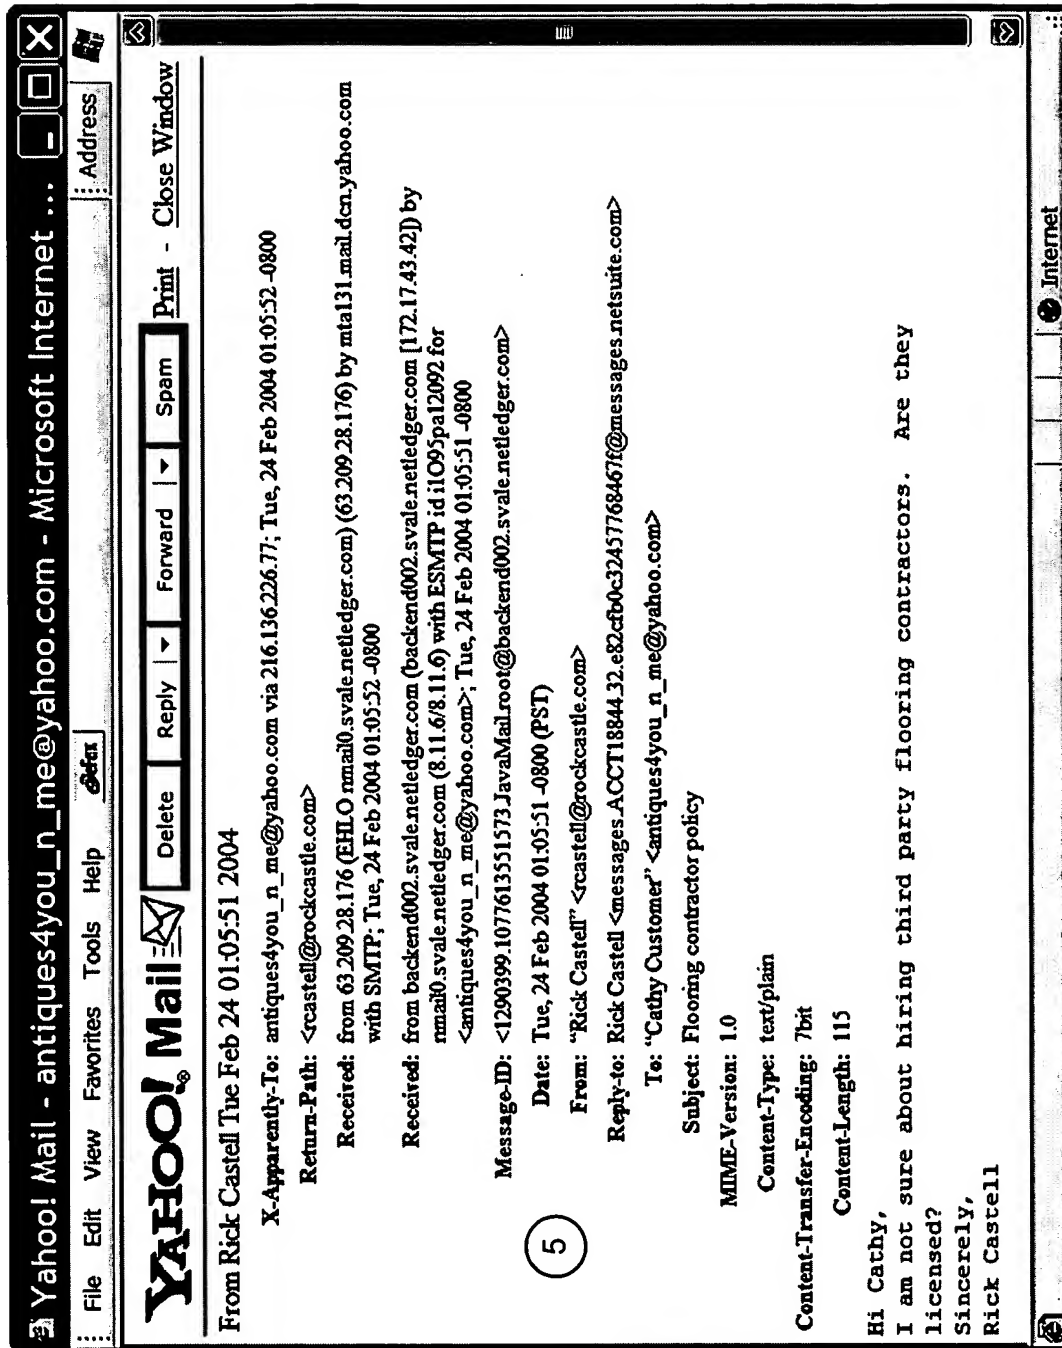 Yahoo! Mail - antiques4you_n_me@yahoo.com - Microsoft Internet ...
File Edit View Favorites Tools Help
Address
YAHOO! Mail
Delete Reply Forward Spam
Print - Close Window
From Rick Castell Tue Feb 24 01:05:51 2004
X-Apparently-To: antiques4you_n_me@yahoo.com via 216.136.226.77; Tue, 24 Feb 2004 01:05:52 -0800
Return-Path: <rcastell@rockcastle.com>
Received: from 63.209.28.176 (EHLO nmail0.svale.netledger.com) (63.209.28.176) by mta131.mail.dcn.yahoo.com
with SMTP; Tue, 24 Feb 2004 01:05:52 -0800
Received: from backend002.svale.netledger.com (backend002.svale.netledger.com [172.17.43.42]) by
nmail0.svale.netledger.com (8.11.6/8.11.6) with ESMTP id i1O95pa12092 for
<antiques4you_n_me@yahoo.com>; Tue, 24 Feb 2004 01:05:51 -0800
Message-ID: <1290399.1077613551573.JavaMail.root@backend002.svale.netledger.com>
5
Date: Tue, 24 Feb 2004 01:05:51 -0800 (PST)
From: "Rick Castell" <rcastell@rockcastle.com>
Reply-to: Rick Castell <messages.ACCT18844.32.e82cfb0c32457768467f@messages.netsuite.com>
To: "Cathy Customer" <antiques4you_n_me@yahoo.com>
Subject: Flooring contractor policy
MIME-Version: 1.0
Content-Type: text/plain
Content-Transfer-Encoding: 7bit
Content-Length: 115
Hi Cathy,
I am not sure about hiring third party flooring contractors. Are they
licensed?
Sincerely,
Rick Castell
Internet